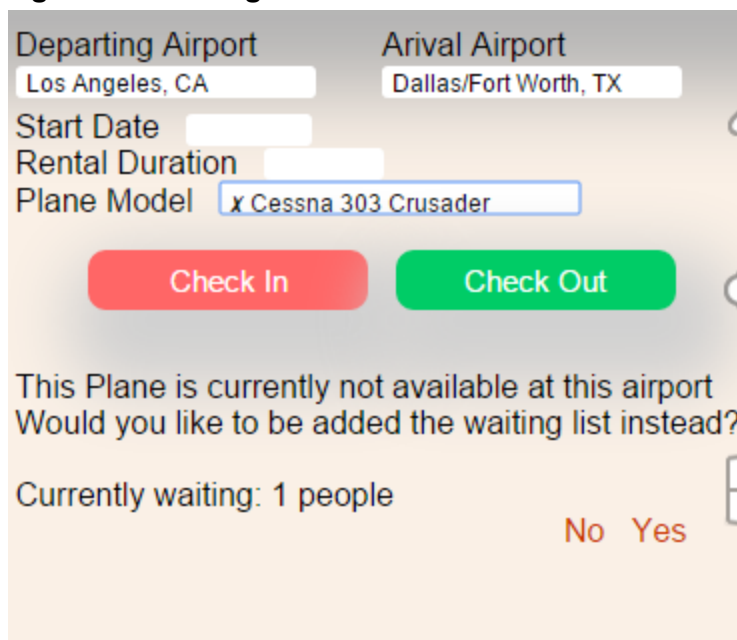 Departing Airport Arival Airport
Los Angeles, CA Dallas/Fort Worth, TX
Start Date
Rental Duration
Plane Model x Cessna 303 Crusader
Check In Check Out
This Plane is currently not available at this airport
Would you like to be added the waiting list instead?
Currently waiting: 1 people
No Yes